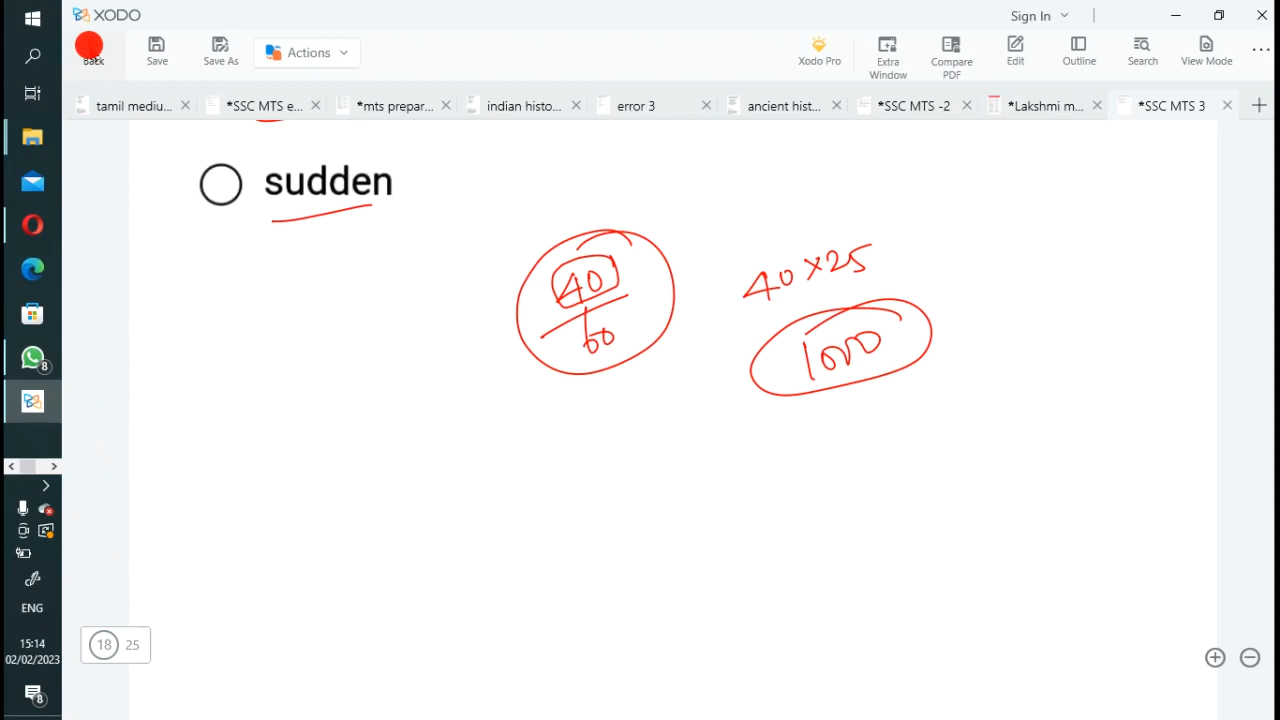 XODO
Sign In
Back
Save
Save As
Actions
Xodo Pro
Extra Window
Compare PDF
Edit
Outline
Search
View Mode
tamil mediu...
*SSC MTS e...
*mts prepar...
indian histo...
error 3
ancient hist...
*SSC MTS -2
*Lakshmi m...
*SSC MTS 3
sudden
40
60
40×25
1000
8
ENG
15:14
02/02/2023
8
18 25